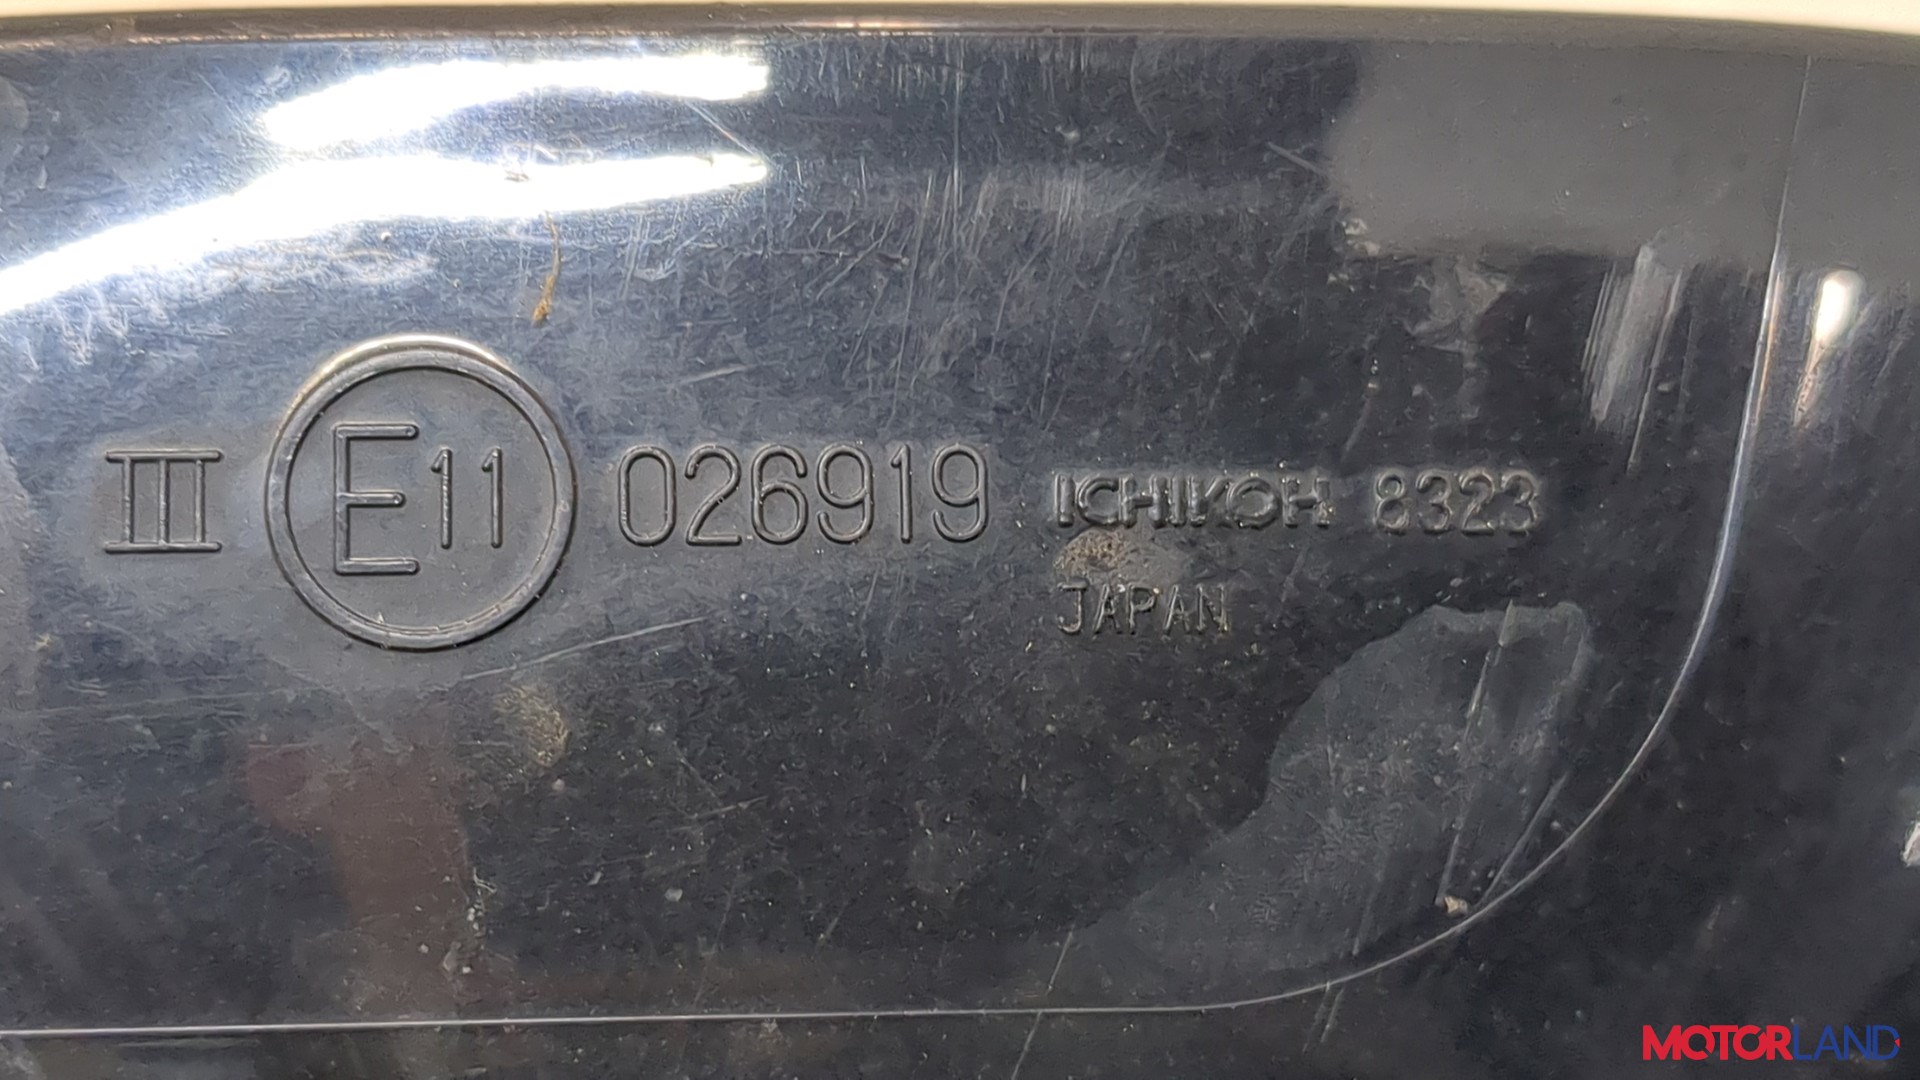 III E11 026919 ICHIKOH 8323
JAPAN
MOTORLAND